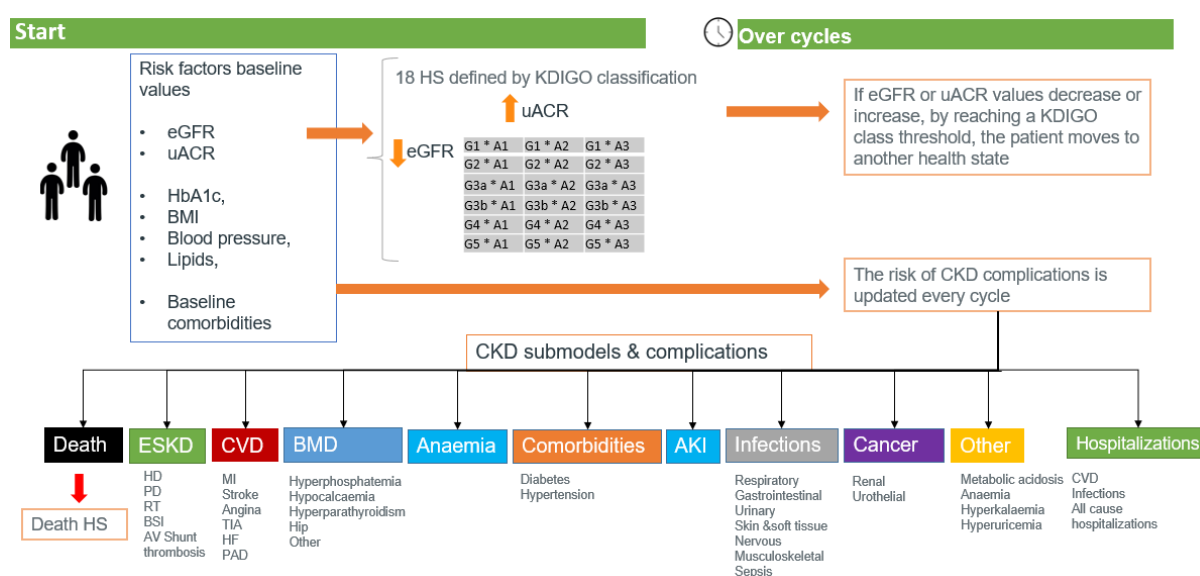 Start
Over cycles
Risk factors baseline
values
• eGFR
• uACR
• HbA1c,
• BMI
• Blood pressure,
• Lipids,
• Baseline
comorbidities
18 HS defined by KDIGO classification
uACR
eGFR
G1 * A1 G1 * A2 G1 * A3
G2 * A1 G2 * A2 G2 * A3
G3a * A1 G3a * A2 G3a * A3
G3b * A1 G3b * A2 G3b * A3
G4 * A1 G4 * A2 G4 * A3
G5 * A1 G5 * A2 G5 * A3
If eGFR or uACR values decrease or
increase, by reaching a KDIGO
class threshold, the patient moves to
another health state
The risk of CKD complications is
updated every cycle
CKD submodels & complications
Death
Death HS
ESKD
HD
PD
RT
BSI
AV Shunt
thrombosis
CVD
MI
Stroke
Angina
TIA
HF
PAD
BMD
Hyperphosphatemia
Hypocalcaemia
Hyperparathyroidism
Hip
Other
Anaemia
Comorbidities
Diabetes
Hypertension
AKI
Infections
Respiratory
Gastrointestinal
Urinary
Skin &soft tissue
Nervous
Musculoskeletal
Sepsis
Cancer
Renal
Urothelial
Other
Metabolic acidosis
Anaemia
Hyperkalaemia
Hyperuricemia
Hospitalizations
CVD
Infections
All cause
hospitalizations